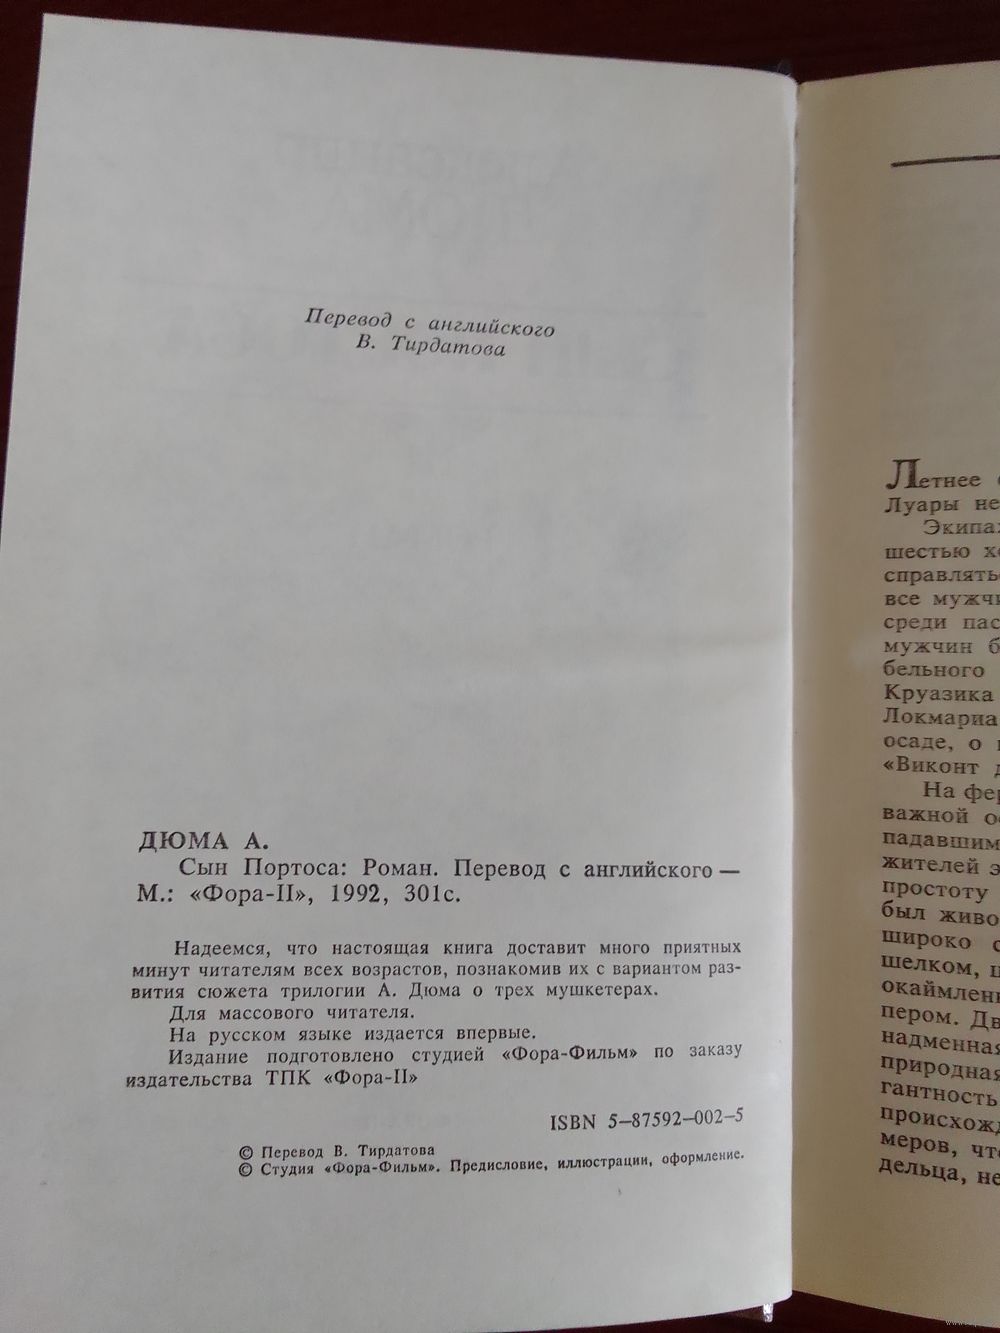 Перевод с английского
В. Тирдатова
ДЮМА А.
Сын Портоса: Роман. Перевод с английского —
М.: «Фора-II», 1992, 301с.
Надеемся, что настоящая книга доставит много приятных
минут читателям всех возрастов, познакомив их с вариантом раз-
вития сюжета трилогии А. Дюма о трех мушкетерах.
Для массового читателя.
На русском языке издается впервые.
Издание подготовлено студией «Фора-Фильм» по заказу
издательства ТПК «Фора-II»
ISBN 5—87592-002-5
© Перевод В. Тирдатова
© Студия «Фора-Фильм». Предисловие, иллюстрации, оформление.
Летнее
Луары не
Экипа
шестью
справлять
все мужч
среди пас
мужчин б
бельного
Круазика
Локмариа
осаде, о
«Виконт д
На фер
важной о
падавшим
жителей э
простоту
был живо
широко с
шелком, ц
окаймлен
пером. Дв
надменная
природная
гантность
происхожд
меров, чт
дельца, не